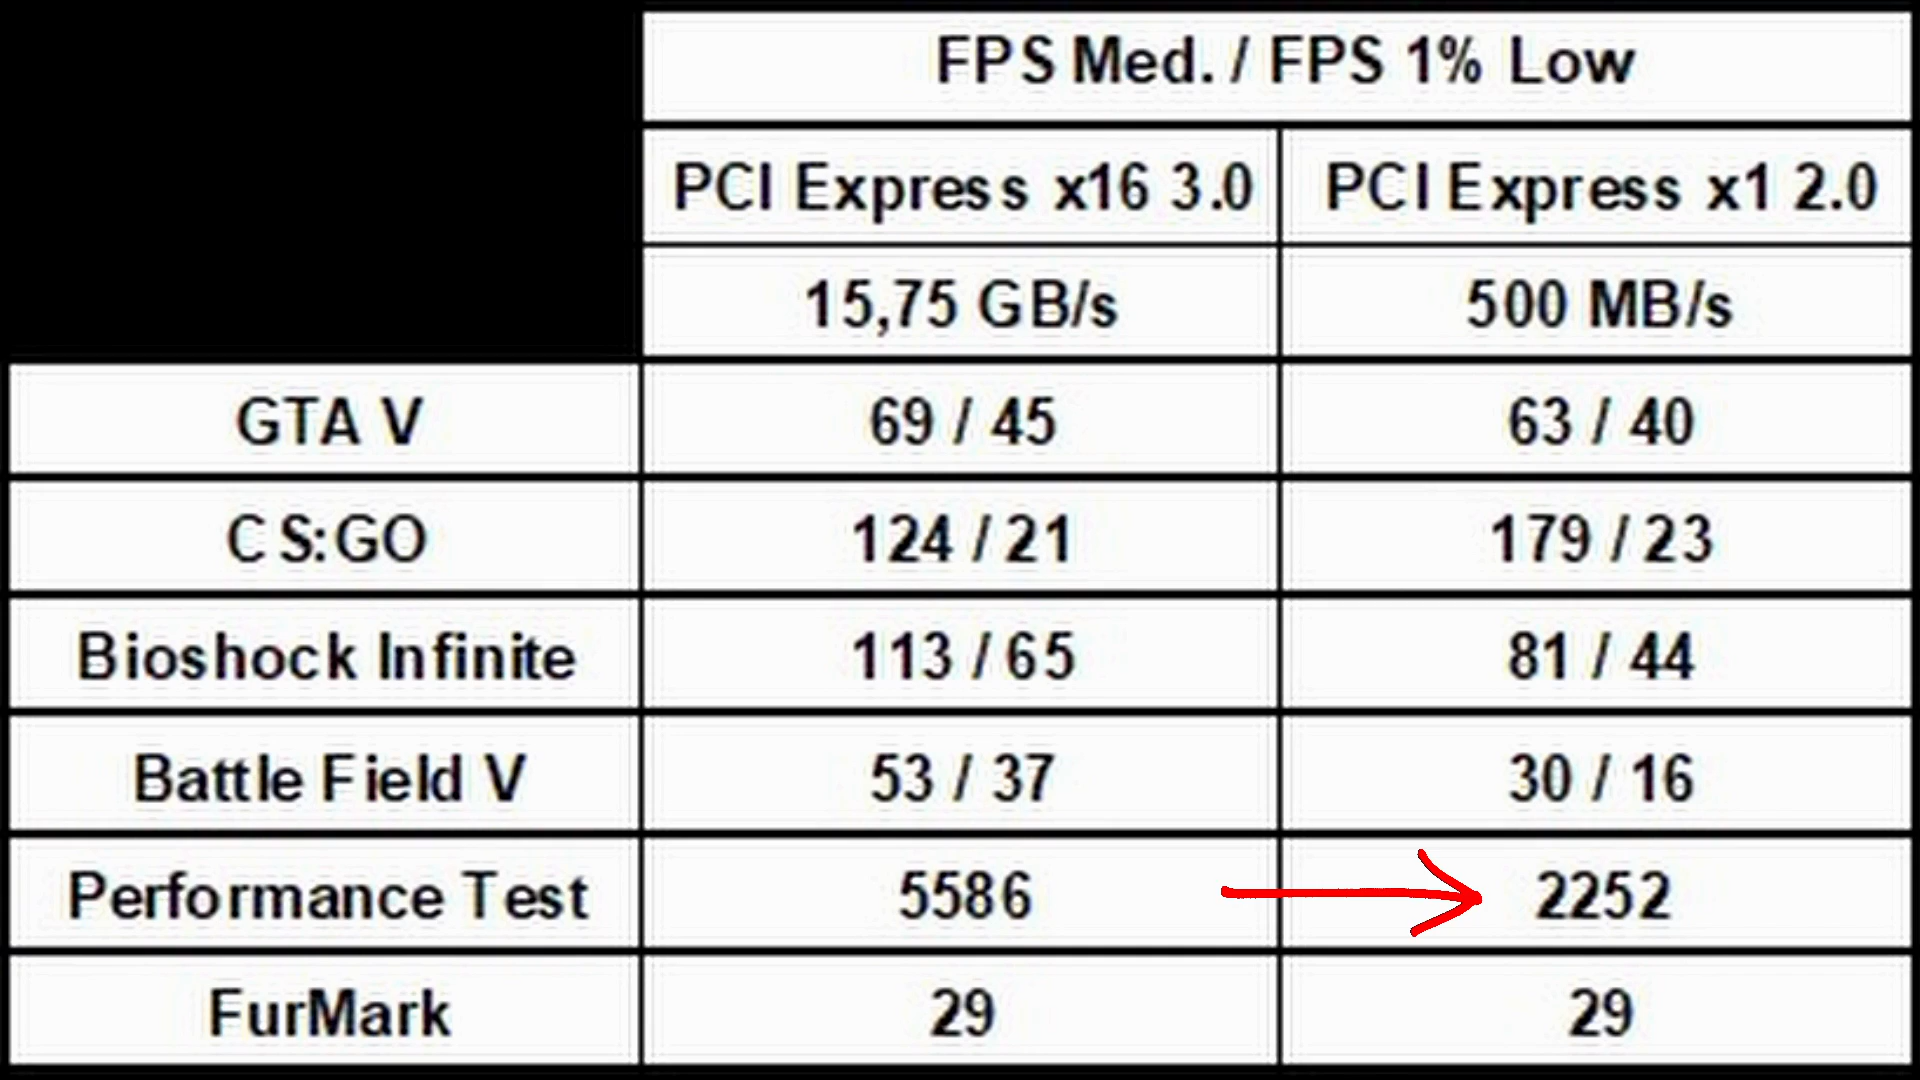 FPS Med. / FPS 1% Low
PCI Express x16 3.0 PCI Express x1 2.0
15,75 GB/s 500 MB/s
GTA V 69 / 45 63 / 40
CS:GO 124 / 21 179 / 23
Bioshock Infinite 113 / 65 81 / 44
Battle Field V 53 / 37 30 / 16
Performance Test 5586 2252
FurMark 29 29